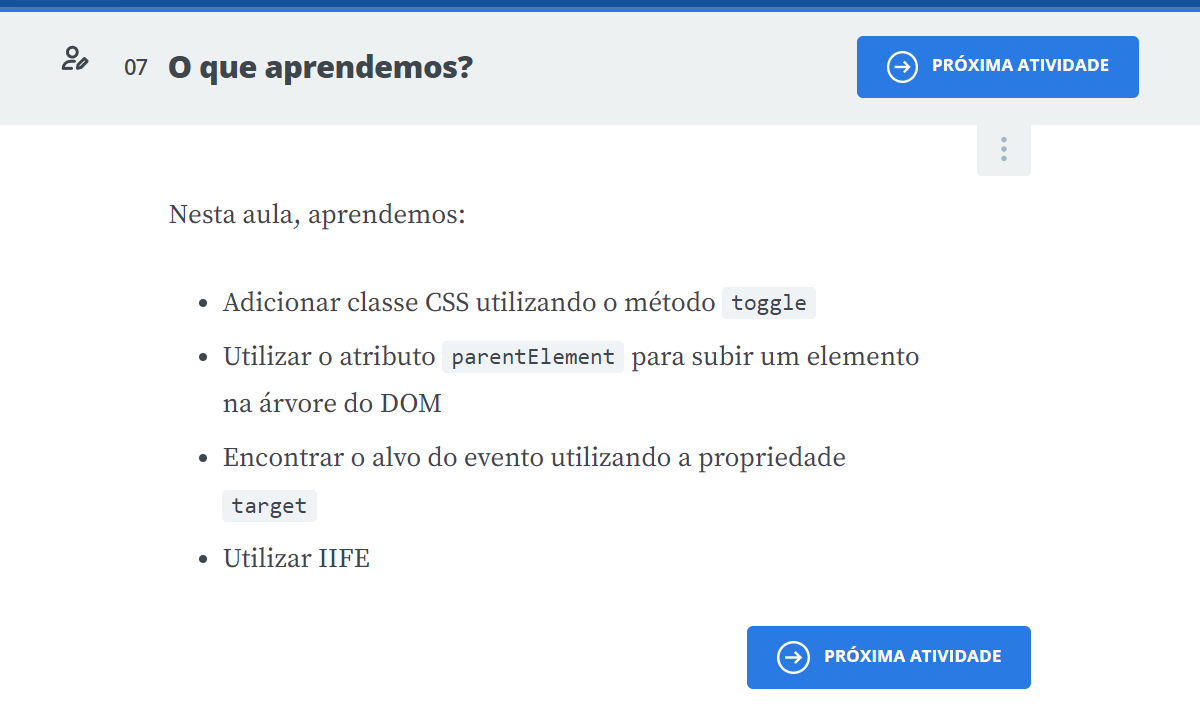 07 O que aprendemos?
PRÓXIMA ATIVIDADE
Nesta aula, aprendemos:
Adicionar classe CSS utilizando o método toggle
Utilizar o atributo parentElement para subir um elemento
na árvore do DOM
Encontrar o alvo do evento utilizando a propriedade
target
Utilizar IIFE
PRÓXIMA ATIVIDADE